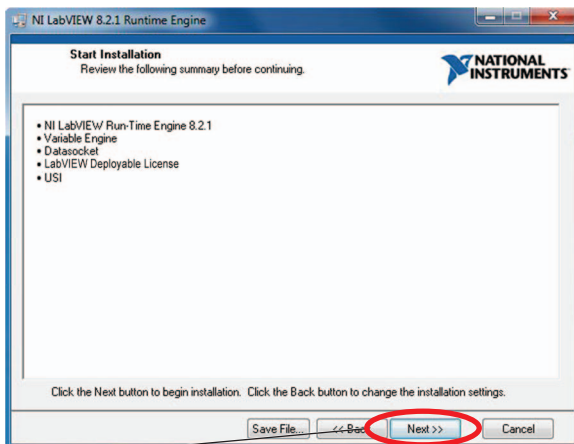 NI LabVIEW 8.2.1 Runtime Engine
Start Installation
Review the following summary before continuing.
NATIONAL
INSTRUMENTS
• NI LabVIEW Run-Time Engine 8.2.1
• Variable Engine
• Datasocket
• LabVIEW Deployable License
• USI
Click the Next button to begin installation. Click the Back button to change the installation settings.
Save File... << Back Next >> Cancel